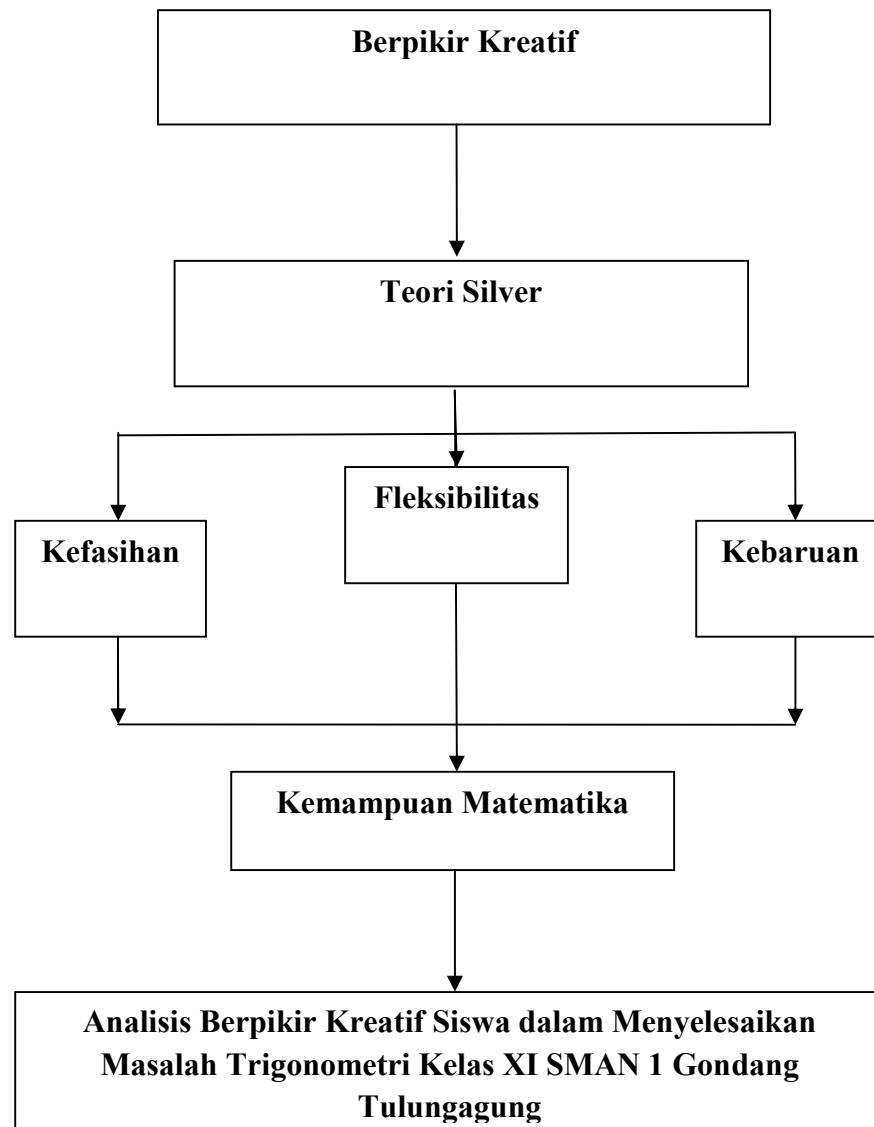 Berpikir Kreatif
Teori Silver
Fleksibilitas
Kefasihan
Kebaruan
Kemampuan Matematika
Analisis Berpikir Kreatif Siswa dalam Menyelesaikan
Masalah Trigonometri Kelas XI SMAN 1 Gondang
Tulungagung